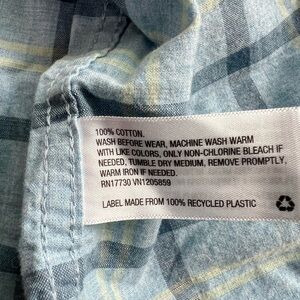 100% COTTON.
WASH BEFORE WEAR, MACHINE WASH WARM
WITH LIKE COLORS, ONLY NON-CHLORINE BLEACH IF
NEEDED, TUMBLE DRY MEDIUM, REMOVE PROMPTLY,
WARM IRON IF NEEDED.
RN17730 VN1205859
LABEL MADE FROM 100% RECYCLED PLASTIC